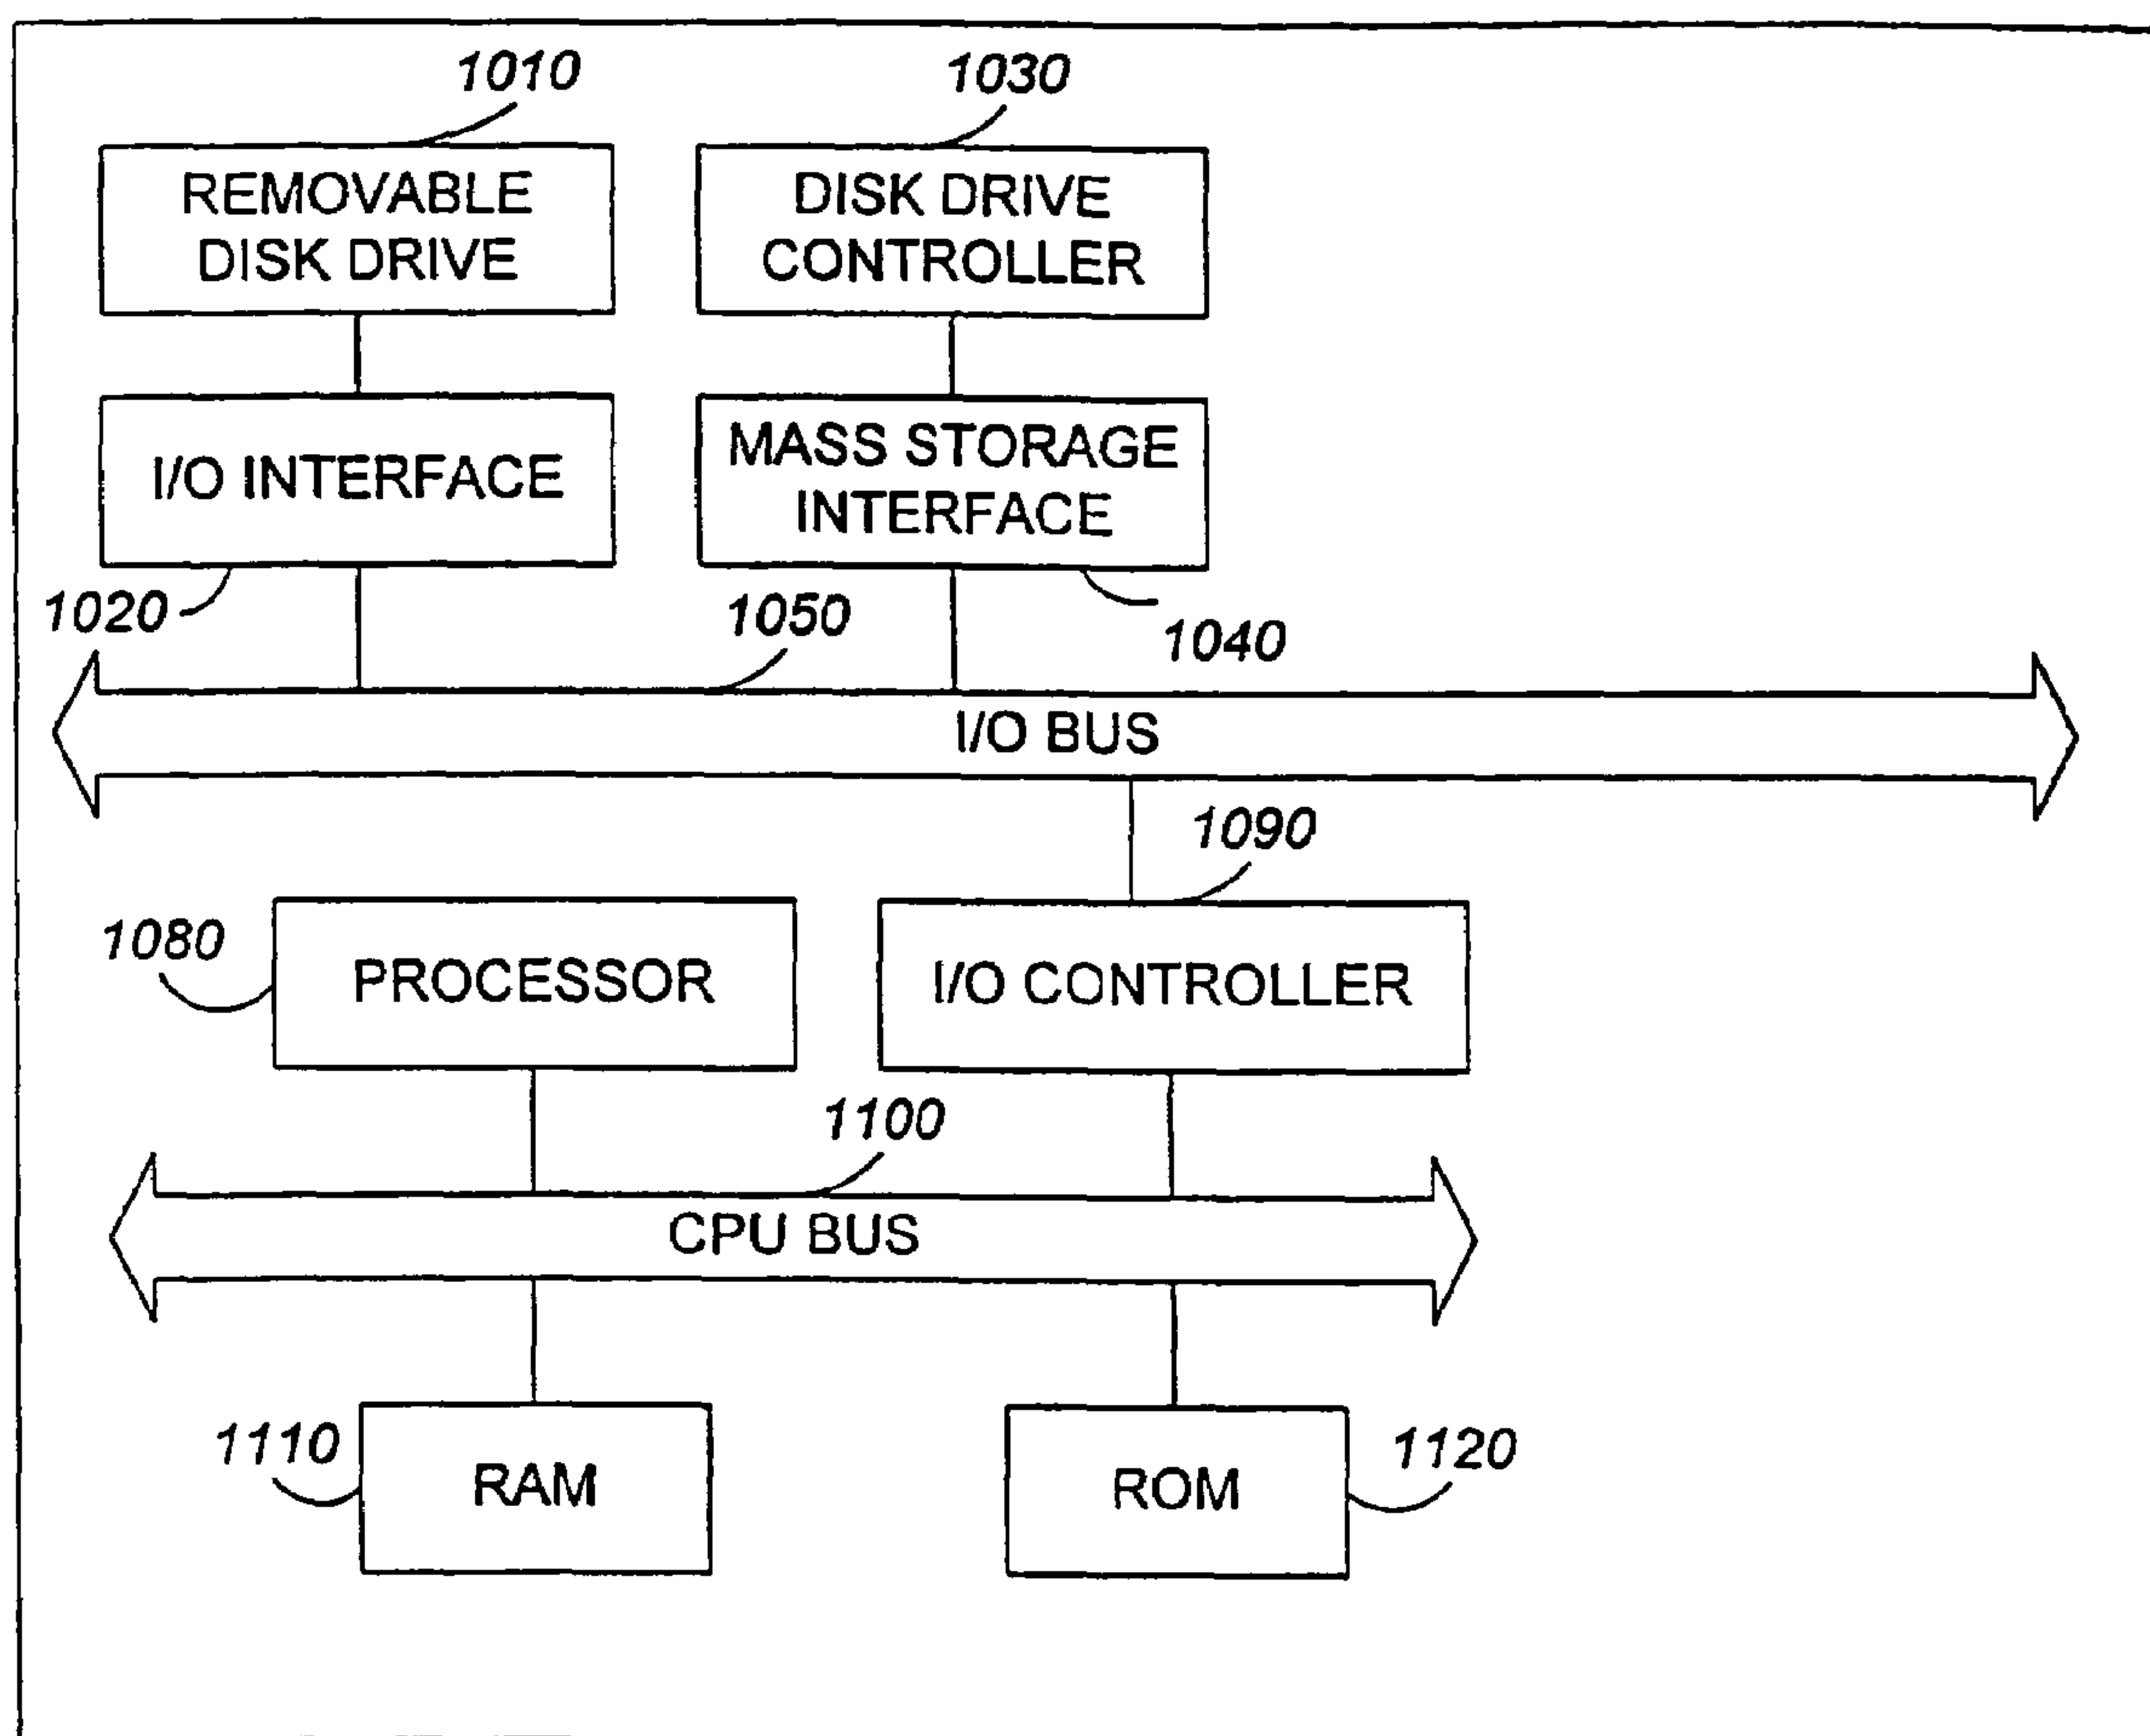 1010
1030
REMOVABLE
DISK DRIVE
DISK DRIVE
CONTROLLER
I/O INTERFACE
MASS STORAGE
INTERFACE
1020
1050
1040
I/O BUS
1090
1080
PROCESSOR
I/O CONTROLLER
1100
CPU BUS
1110
RAM
ROM
1120